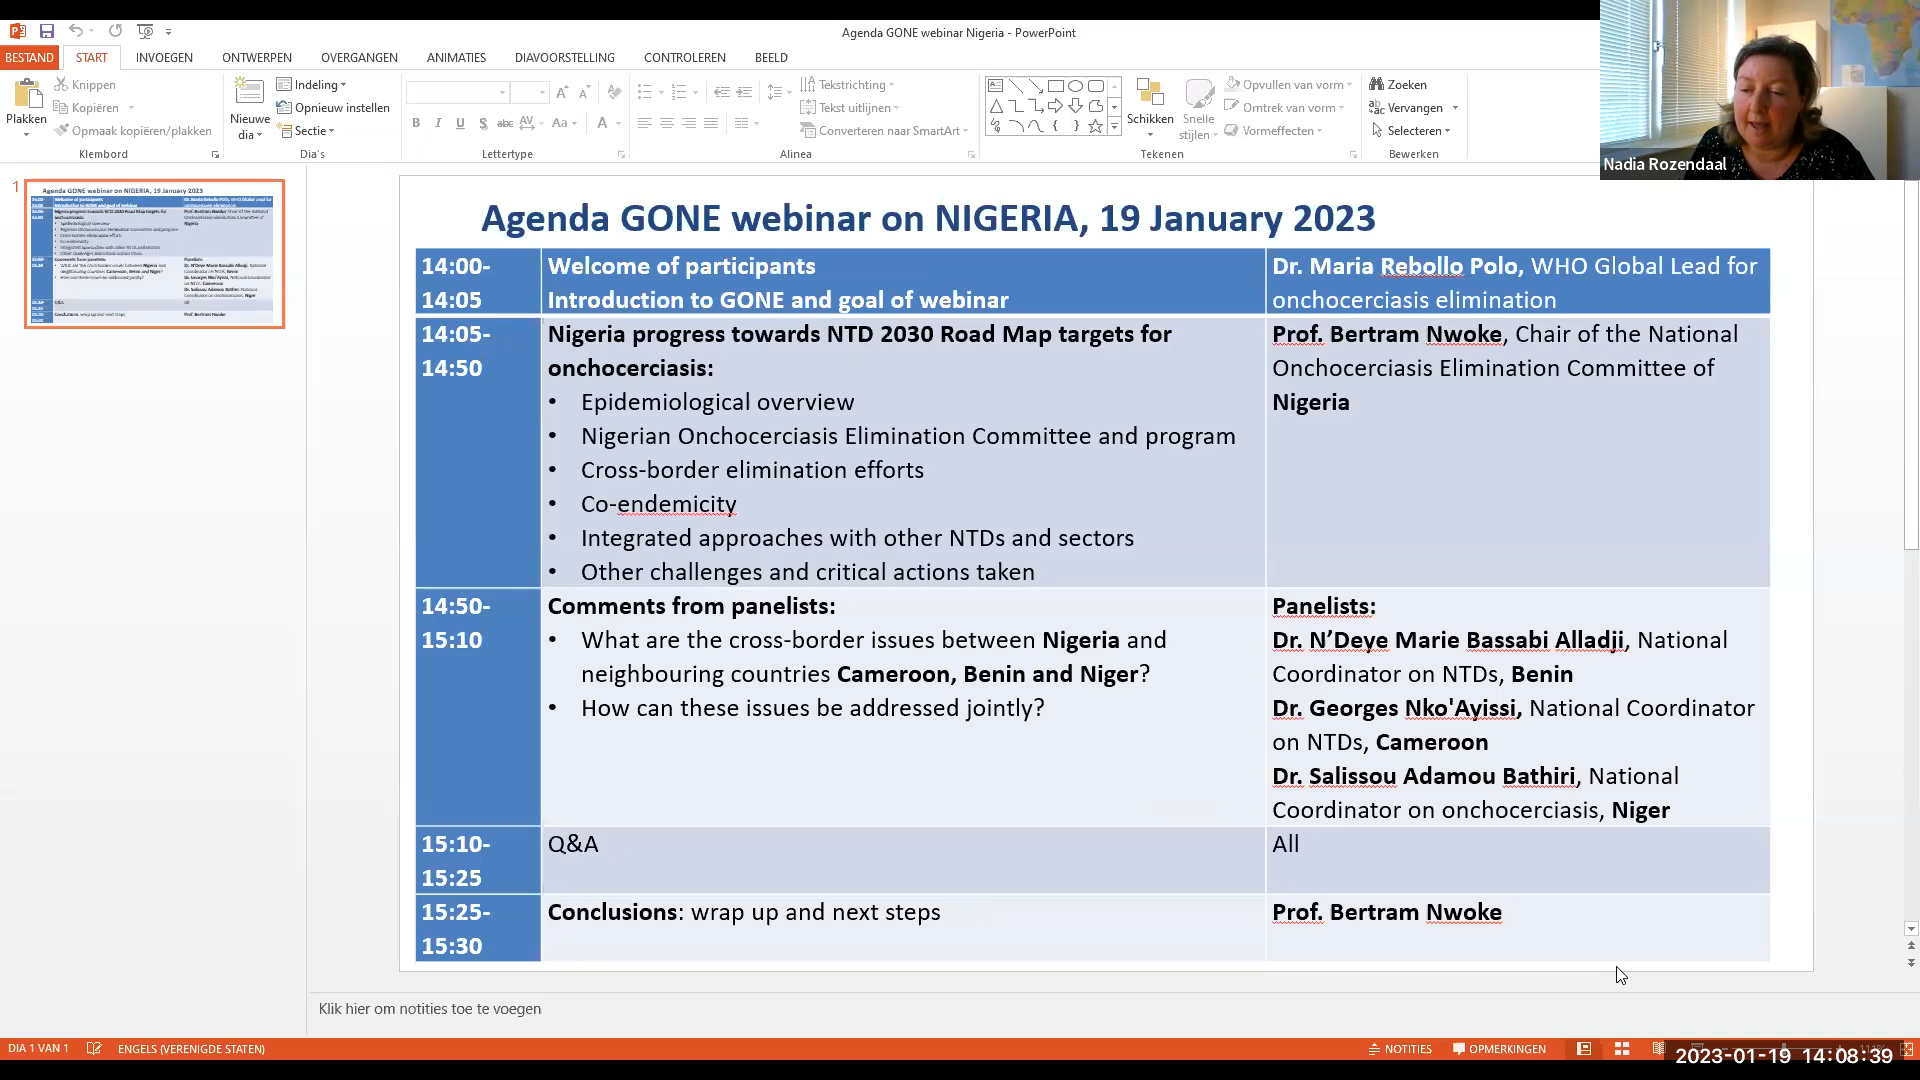 Agenda GONE webinar Nigeria - PowerPoint
BESTAND START INVOEGEN ONTWERPEN OVERGANGEN ANIMATIES DIAVOORSTELLING CONTROLEREN BEELD
Plakken
Knippen
Kopiëren
Opmaak kopiëren/plakken
Klembord
Nieuwe
dia
Indeling
Opnieuw instellen
Sectie
Dia's
Lettertype
Tekstrichting
Tekst uitlijnen
Converteren naar SmartArt
Alinea
Schikken
Snelle
stijlen
Opvullen van vorm
Omtrek van vorm
Vormeffecten
Tekenen
Zoeken
Vervangen
Selecteren
Bewerken
Nadia Rozendaal
1
Agenda GONE webinar on NIGERIA, 19 January 2023
Agenda GONE webinar on NIGERIA, 19 January 2023
14:00-
14:05
Welcome of participants
Introduction to GONE and goal of webinar
Dr. Maria Rebollo Polo, WHO Global Lead for
onchocerciasis elimination
14:05-
14:50
Nigeria progress towards NTD 2030 Road Map targets for
onchocerciasis:
• Epidemiological overview
• Nigerian Onchocerciasis Elimination Committee and program
• Cross-border elimination efforts
• Co-endemicity
• Integrated approaches with other NTDs and sectors
• Other challenges and critical actions taken
Prof. Bertram Nwoke, Chair of the National
Onchocerciasis Elimination Committee of
Nigeria
14:50-
15:10
Comments from panelists:
• What are the cross-border issues between Nigeria and
neighbouring countries Cameroon, Benin and Niger?
• How can these issues be addressed jointly?
Panelists:
Dr. N’Deye Marie Bassabi Alladji, National
Coordinator on NTDs, Benin
Dr. Georges Nko'Ayissi, National Coordinator
on NTDs, Cameroon
Dr. Salissou Adamou Bathiri, National
Coordinator on onchocerciasis, Niger
15:10-
15:25
Q&A
All
15:25-
15:30
Conclusions: wrap up and next steps
Prof. Bertram Nwoke
Klik hier om notities toe te voegen
DIA 1 VAN 1 ENGELS (VERENIGDE STATEN) NOTITIES OPMERKINGEN
2023-01-19 14:08:39